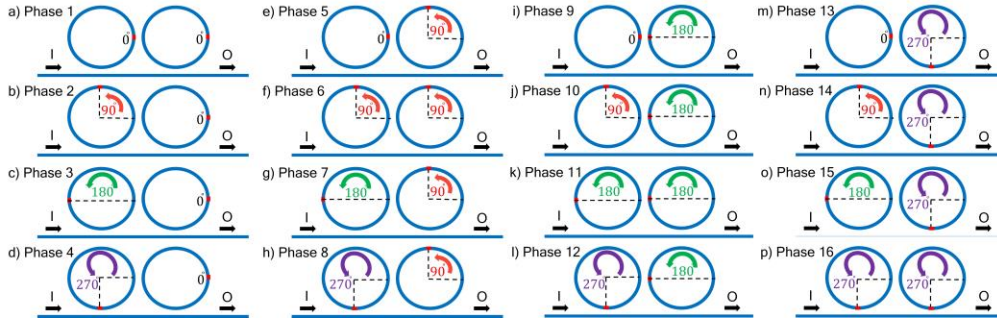 a) Phase 1
0°
0°
I
O
b) Phase 2
90°
0°
I
O
c) Phase 3
180°
0°
I
O
d) Phase 4
270°
0°
I
O
e) Phase 5
0°
90°
I
O
f) Phase 6
90°
90°
I
O
g) Phase 7
180°
90°
I
O
h) Phase 8
270°
90°
I
O
i) Phase 9
0°
180°
I
O
j) Phase 10
90°
180°
I
O
k) Phase 11
180°
180°
I
O
l) Phase 12
270°
180°
I
O
m) Phase 13
0°
270°
I
O
n) Phase 14
90°
270°
I
O
o) Phase 15
180°
270°
I
O
p) Phase 16
270°
270°
I
O